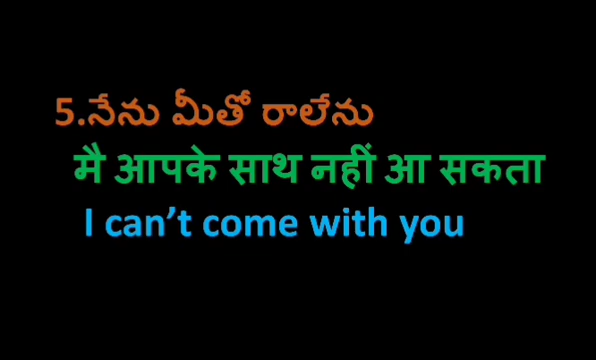 5.నేను మీతో రాలేను
मै आपके साथ नहीं आ सकता
I can’t come with you